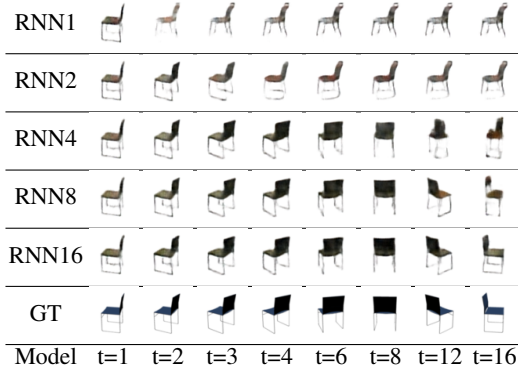 RNN1
RNN2
RNN4
RNN8
RNN16
GT
Model t=1 t=2 t=3 t=4 t=6 t=8 t=12 t=16